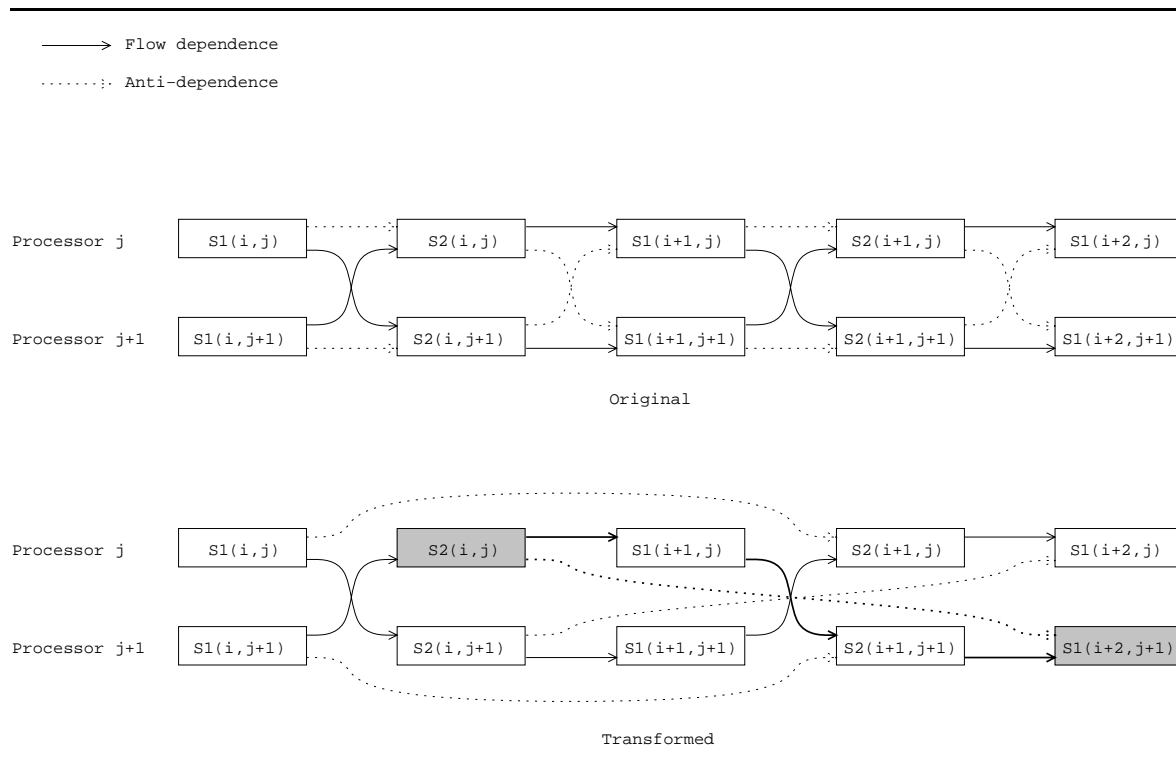 Flow dependence
Anti-dependence
Processor j S1(i,j) S2(i,j) S1(i+1,j) S2(i+1,j) S1(i+2,j)
Processor j+1 S1(i,j+1) S2(i,j+1) S1(i+1,j+1) S2(i+1,j+1) S1(i+2,j+1)
Original
Processor j S1(i,j) S2(i,j) S1(i+1,j) S2(i+1,j) S1(i+2,j)
Processor j+1 S1(i,j+1) S2(i,j+1) S1(i+1,j+1) S2(i+1,j+1) S1(i+2,j+1)
Transformed